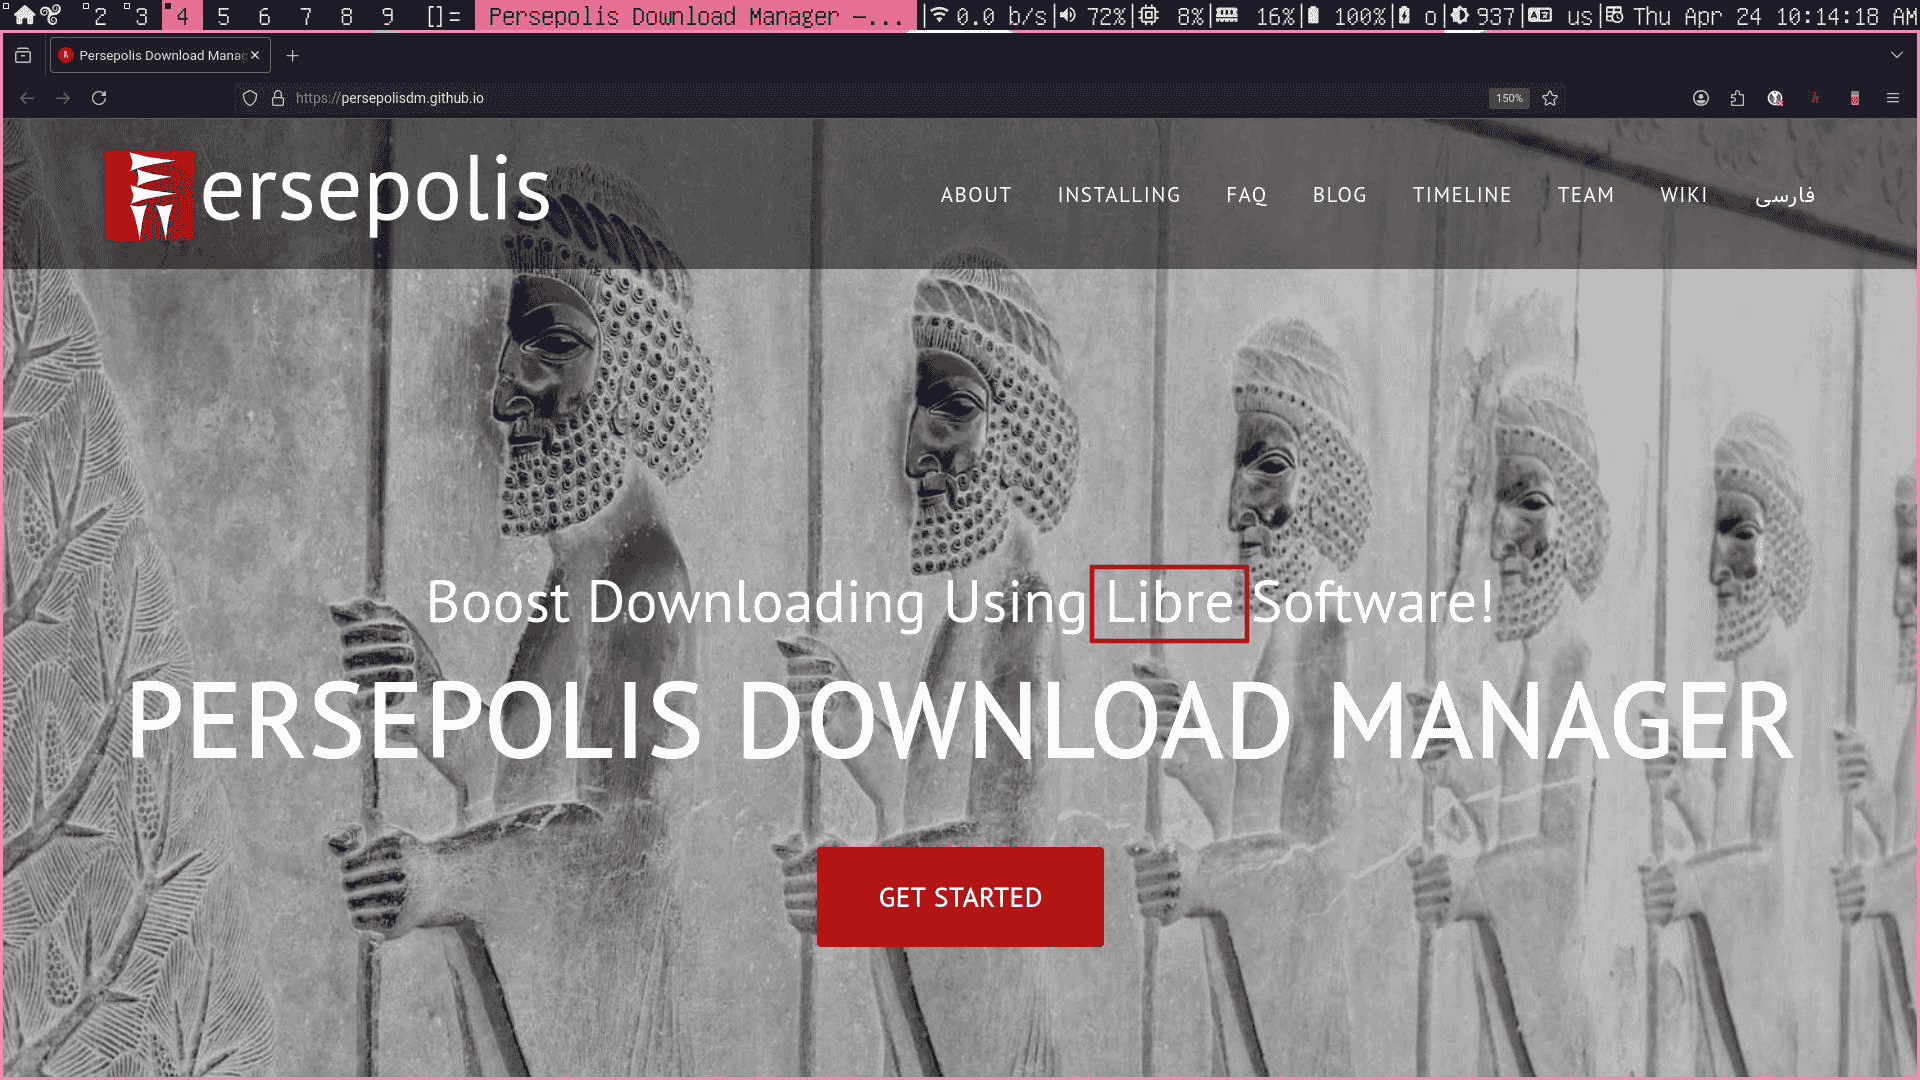 2 3 4 5 6 7 8 9 []= Persepolis Download Manager —... | 0.0 b/s| 72%| 8%| 16%| 100%| o| 937| us| Thu Apr 24 10:14:18 AM
Persepolis Download Manag
https://persepolisdm.github.io 150%
ersepolis
ABOUT INSTALLING FAQ BLOG TIMELINE TEAM WIKI فارسی
Boost Downloading Using Libre Software!
PERSEPOLIS DOWNLOAD MANAGER
GET STARTED